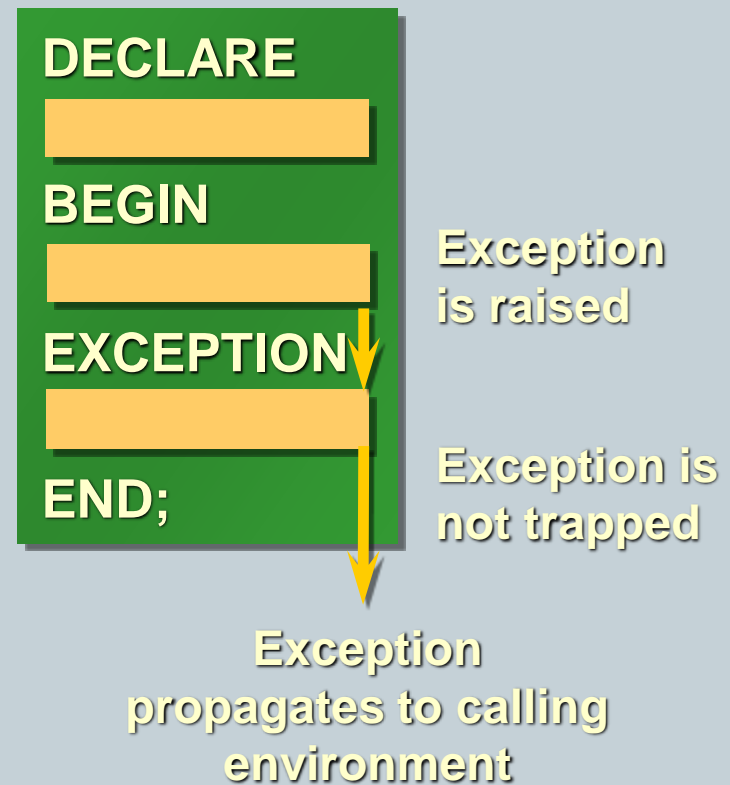 DECLARE
BEGIN
Exception
is raised
EXCEPTION
Exception is
not trapped
END;
Exception
propagates to calling
environment